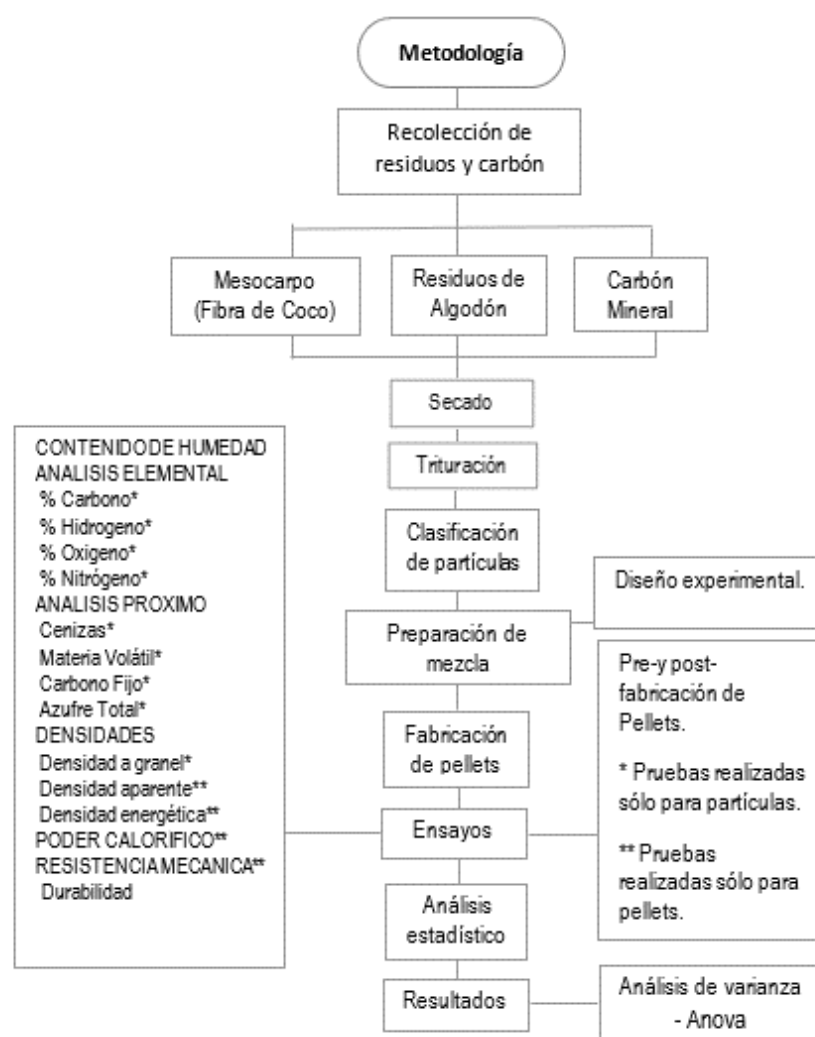 Metodología
Recolección de
residuos y carbón
Mesocarpo
(Fibra de Coco)
Residuos de
Algodón
Carbón
Mineral
Secado
Trituración
Clasificación
de partículas
Preparación de
mezcla
Diseño experimental.
Fabricación
de pellets
Ensayos
CONTENIDO DE HUMEDAD
ANALISIS ELEMENTAL
% Carbono*
% Hidrogeno*
% Oxigeno*
% Nitrógeno*
ANALISIS PROXIMO
Cenizas*
Materia Volátil*
Carbono Fijo*
Azufre Total*
DENSIDADES
Densidad a granel*
Densidad aparente**
Densidad energética**
PODER CALORIFICO**
RESISTENCIA MECANICA**
Durabilidad
Pre-y post-
fabricación de
Pellets.
* Pruebas realizadas
sólo para partículas.
** Pruebas
realizadas sólo para
pellets.
Análisis
estadístico
Resultados
Análisis de varianza
- Anova